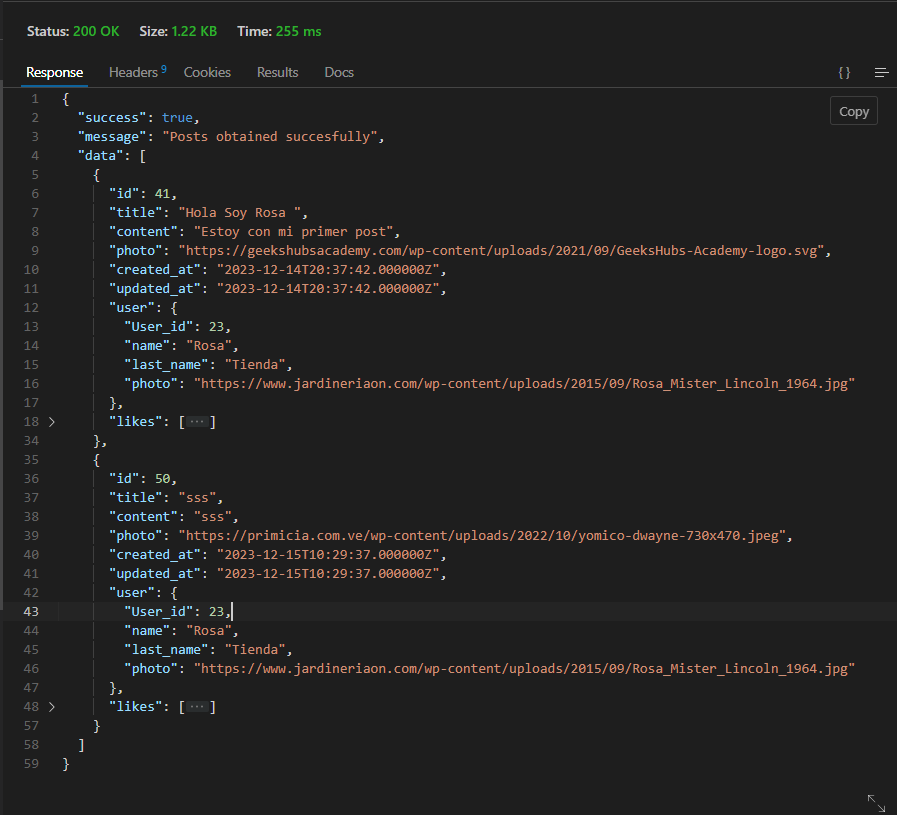 Status: 200 OK Size: 1.22 KB Time: 255 ms
Response Headers 9 Cookies Results Docs { }
Copy
1 {
2 "success": true,
3 "message": "Posts obtained succesfully",
4 "data": [
5 {
6 "id": 41,
7 "title": "Hola Soy Rosa ",
8 "content": "Estoy con mi primer post",
9 "photo": "https://geekshubsacademy.com/wp-content/uploads/2021/09/GeeksHubs-Academy-logo.svg",
10 "created_at": "2023-12-14T20:37:42.000000Z",
11 "updated_at": "2023-12-14T20:37:42.000000Z",
12 "user": {
13 "User_id": 23,
14 "name": "Rosa",
15 "last_name": "Tienda",
16 "photo": "https://www.jardineriaon.com/wp-content/uploads/2015/09/Rosa_Mister_Lincoln_1964.jpg"
17 },
18 "likes": [···]
34 },
35 {
36 "id": 50,
37 "title": "sss",
38 "content": "sss",
39 "photo": "https://primicia.com.ve/wp-content/uploads/2022/10/yomico-dwayne-730x470.jpeg",
40 "created_at": "2023-12-15T10:29:37.000000Z",
41 "updated_at": "2023-12-15T10:29:37.000000Z",
42 "user": {
43 "User_id": 23,
44 "name": "Rosa",
45 "last_name": "Tienda",
46 "photo": "https://www.jardineriaon.com/wp-content/uploads/2015/09/Rosa_Mister_Lincoln_1964.jpg"
47 },
48 "likes": [···]
57 }
58 ]
59 }